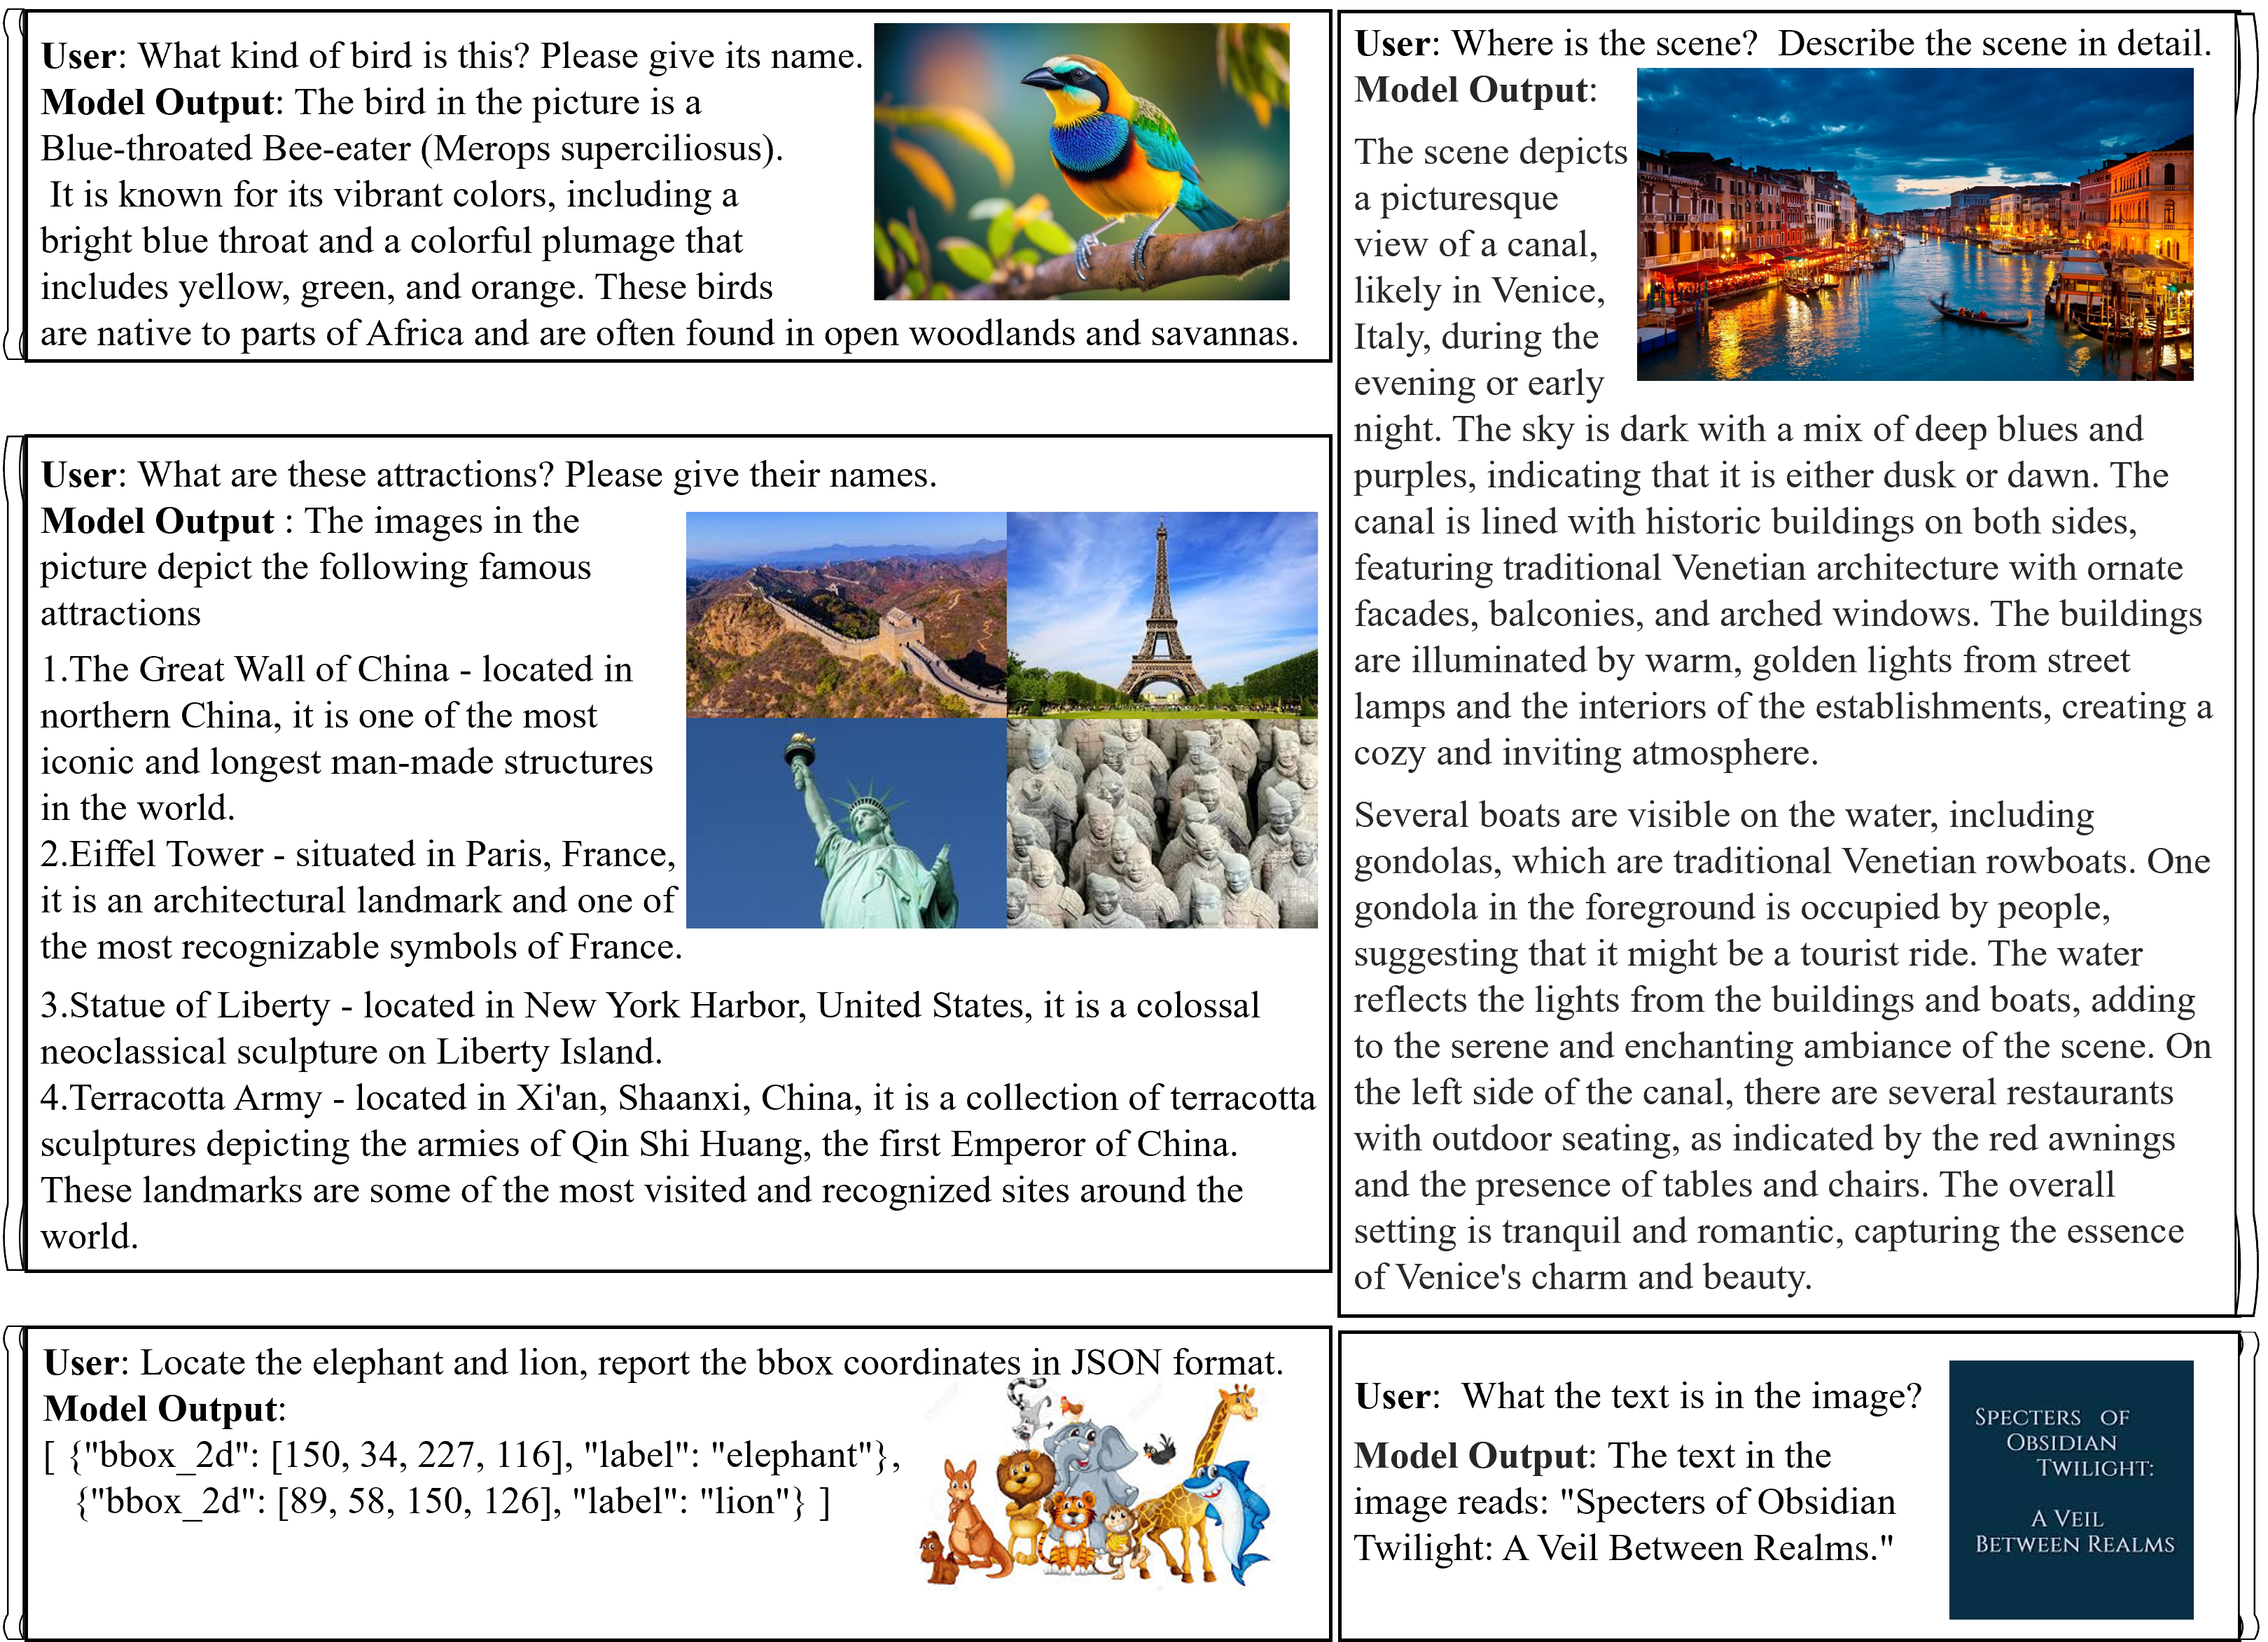 User: What kind of bird is this? Please give its name.
Model Output: The bird in the picture is a
Blue-throated Bee-eater (Merops superciliosus).
It is known for its vibrant colors, including a
bright blue throat and a colorful plumage that
includes yellow, green, and orange. These birds
are native to parts of Africa and are often found in open woodlands and savannas.
User: What are these attractions? Please give their names.
Model Output : The images in the
picture depict the following famous
attractions
1.The Great Wall of China - located in
northern China, it is one of the most
iconic and longest man-made structures
in the world.
2.Eiffel Tower - situated in Paris, France,
it is an architectural landmark and one of
the most recognizable symbols of France.
3.Statue of Liberty - located in New York Harbor, United States, it is a colossal
neoclassical sculpture on Liberty Island.
4.Terracotta Army - located in Xi'an, Shaanxi, China, it is a collection of terracotta
sculptures depicting the armies of Qin Shi Huang, the first Emperor of China.
These landmarks are some of the most visited and recognized sites around the
world.
User: Locate the elephant and lion, report the bbox coordinates in JSON format.
Model Output:
[ {"bbox_2d": [150, 34, 227, 116], "label": "elephant"},
{"bbox_2d": [89, 58, 150, 126], "label": "lion"} ]
User: Where is the scene? Describe the scene in detail.
Model Output:
The scene depicts
a picturesque
view of a canal,
likely in Venice,
Italy, during the
evening or early
night. The sky is dark with a mix of deep blues and
purples, indicating that it is either dusk or dawn. The
canal is lined with historic buildings on both sides,
featuring traditional Venetian architecture with ornate
facades, balconies, and arched windows. The buildings
are illuminated by warm, golden lights from street
lamps and the interiors of the establishments, creating a
cozy and inviting atmosphere.
Several boats are visible on the water, including
gondolas, which are traditional Venetian rowboats. One
gondola in the foreground is occupied by people,
suggesting that it might be a tourist ride. The water
reflects the lights from the buildings and boats, adding
to the serene and enchanting ambiance of the scene. On
the left side of the canal, there are several restaurants
with outdoor seating, as indicated by the red awnings
and the presence of tables and chairs. The overall
setting is tranquil and romantic, capturing the essence
of Venice's charm and beauty.
User: What the text is in the image?
Model Output: The text in the
image reads: "Specters of Obsidian
Twilight: A Veil Between Realms."
SPECTERS OF
OBSIDIAN
TWILIGHT:
A VEIL
BETWEEN REALMS